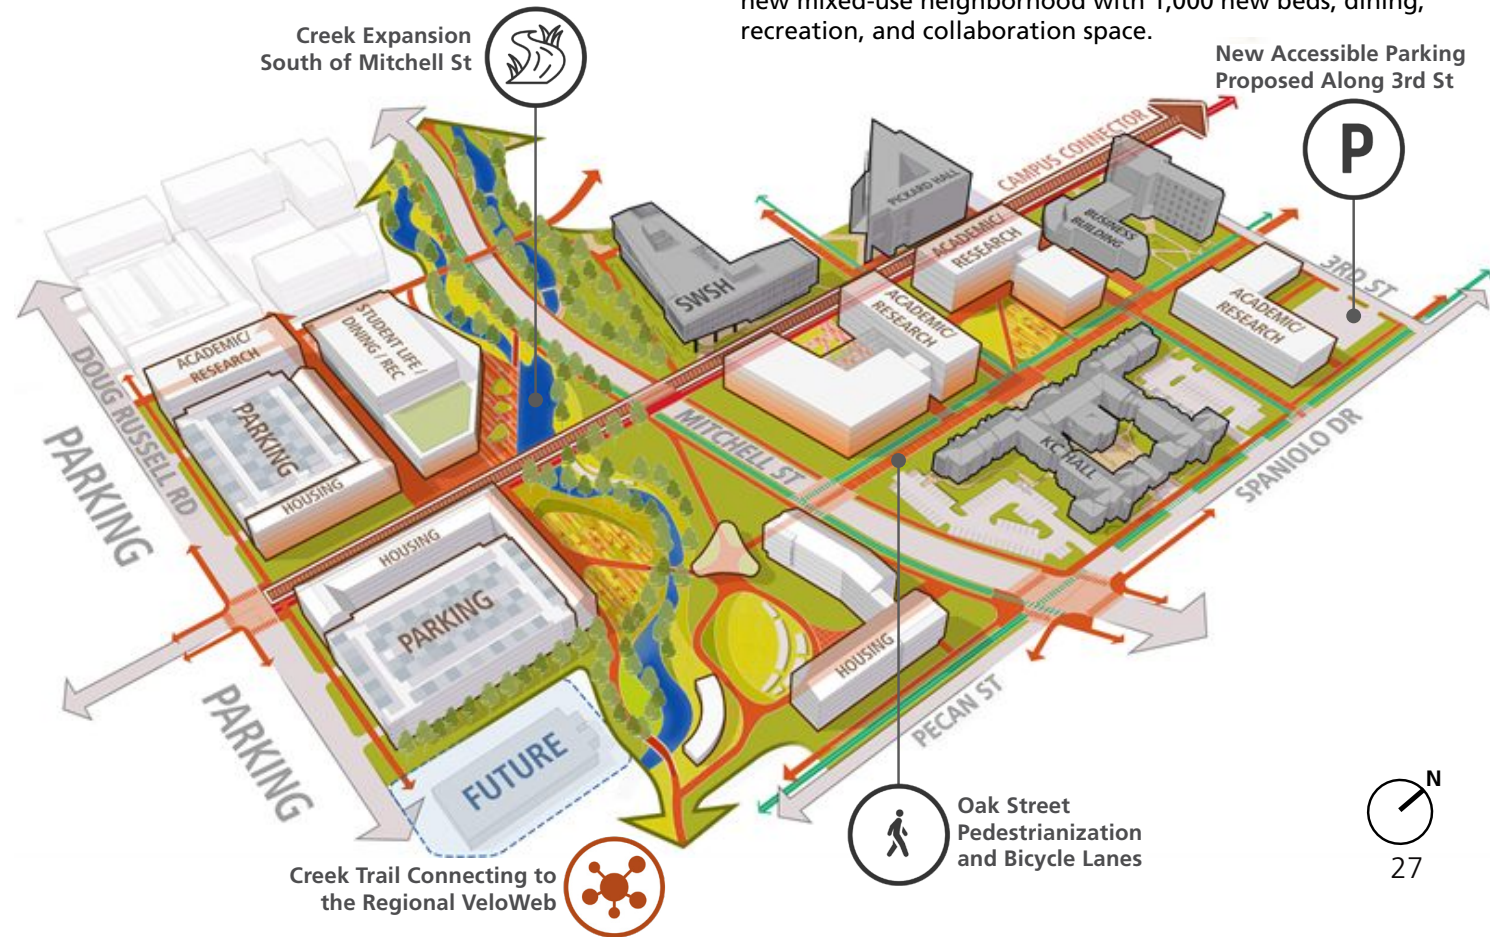 new mixed-use neighborhood with 1,000 new beds, dining,
recreation, and collaboration space.
Creek Expansion
South of Mitchell St
New Accessible Parking
Proposed Along 3rd St
P
CAMPUS CONNECTOR
PICKARD HALL
BUSINESS
BUILDING
ACADEMIC/
RESEARCH
3RD ST
SWSH
ACADEMIC/
RESEARCH
ACADEMIC/
RESEARCH
STUDENT LIFE /
DINING / REC
ACADEMIC/
RESEARCH
DOUG RUSSELL RD
PARKING
PARKING
HOUSING
MITCHELL ST
KC HALL
SPANIOLO DR
HOUSING
PARKING
HOUSING
PARKING
PECAN ST
FUTURE
N
Oak Street
Pedestrianization
and Bicycle Lanes
Creek Trail Connecting to
the Regional VeloWeb
27